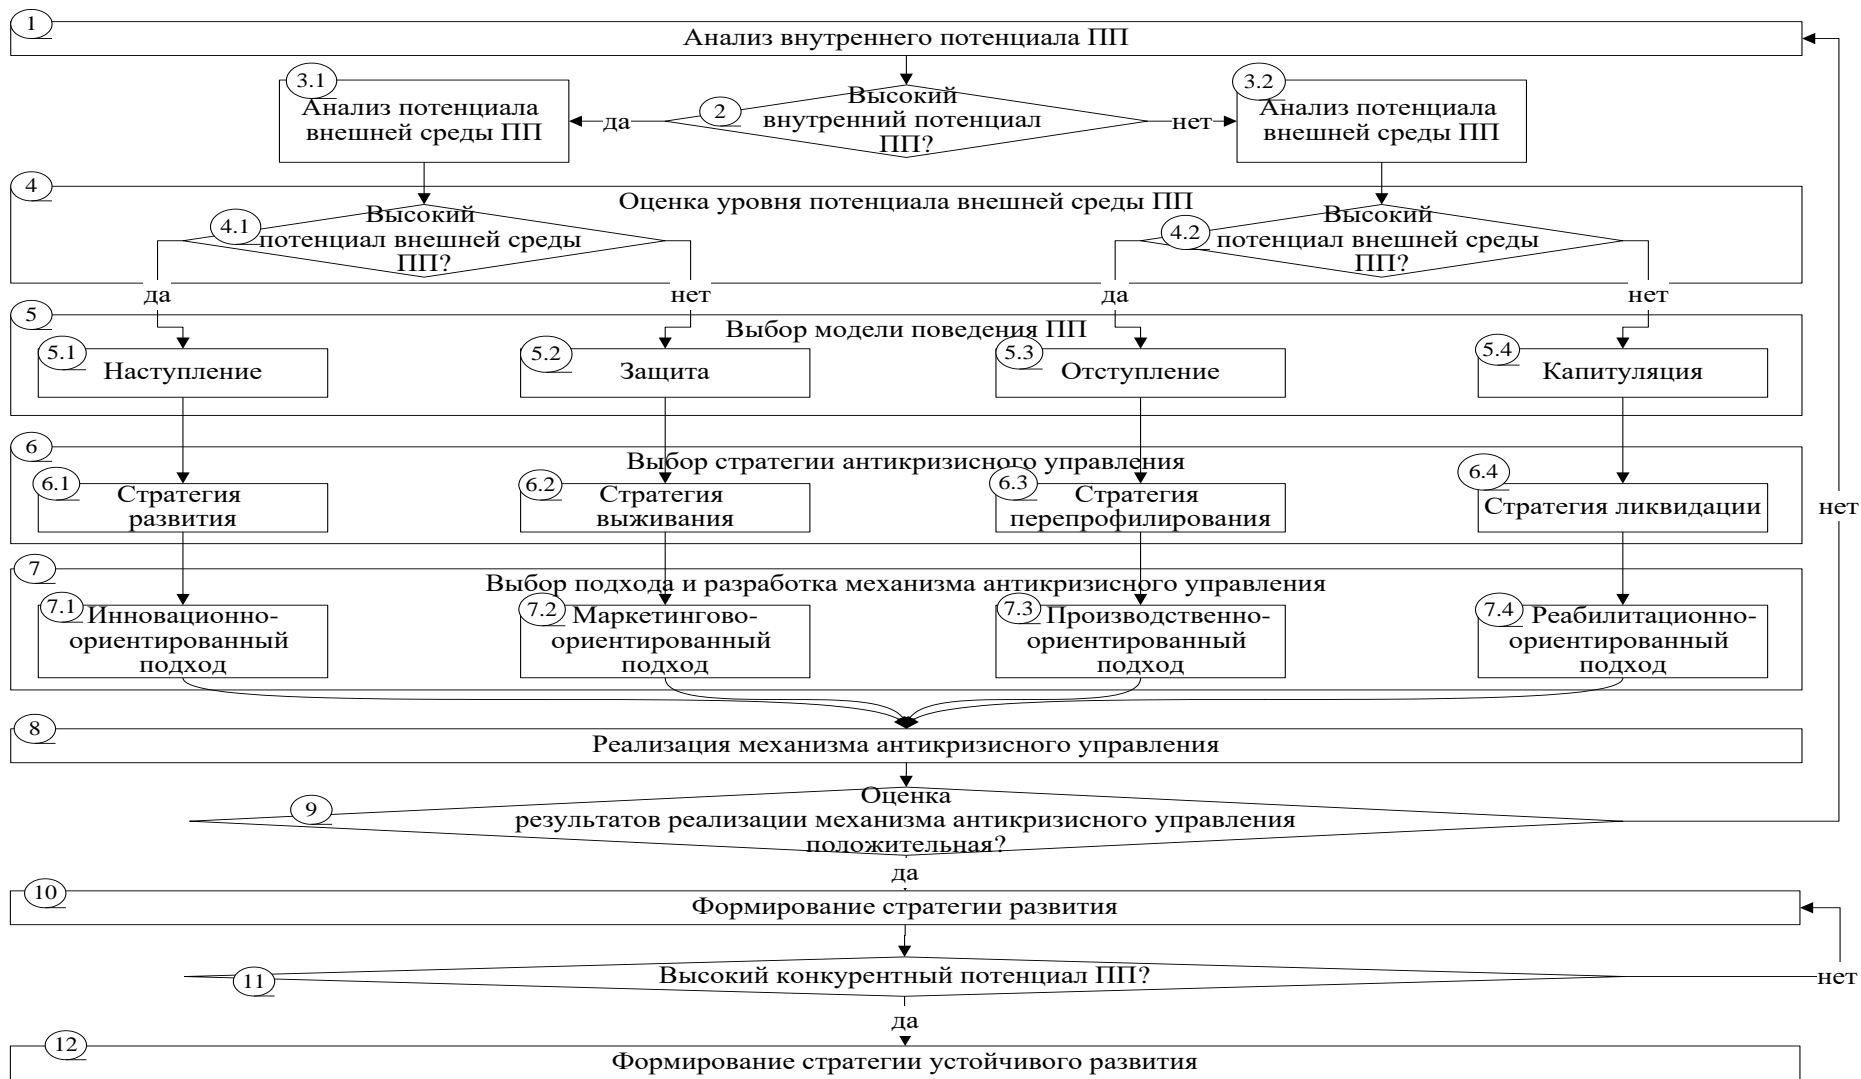 1
Анализ внутреннего потенциала ПП
3.1
Анализ потенциала
внешней среды ПП
да
2
Высокий
внутренний потенциал
ПП?
нет
3.2
Анализ потенциала
внешней среды ПП
4
Оценка уровня потенциала внешней среды ПП
4.1
Высокий
потенциал внешней среды
ПП?
4.2
Высокий
потенциал внешней среды
ПП?
да
нет
да
нет
5
Выбор модели поведения ПП
5.1
Наступление
5.2
Защита
5.3
Отступление
5.4
Капитуляция
6
Выбор стратегии антикризисного управления
6.1
Стратегия
развития
6.2
Стратегия
выживания
6.3
Стратегия
перепрофилирования
6.4
Стратегия ликвидации
нет
7
Выбор подхода и разработка механизма антикризисного управления
7.1
Инновационно-
ориентированный
подход
7.2
Маркетингово-
ориентированный
подход
7.3
Производственно-
ориентированный
подход
7.4
Реабилитационно-
ориентированный
подход
8
Реализация механизма антикризисного управления
9
Оценка
результатов реализации механизма антикризисного управления
положительная?
да
10
Формирование стратегии развития
11
Высокий конкурентный потенциал ПП?
нет
да
12
Формирование стратегии устойчивого развития